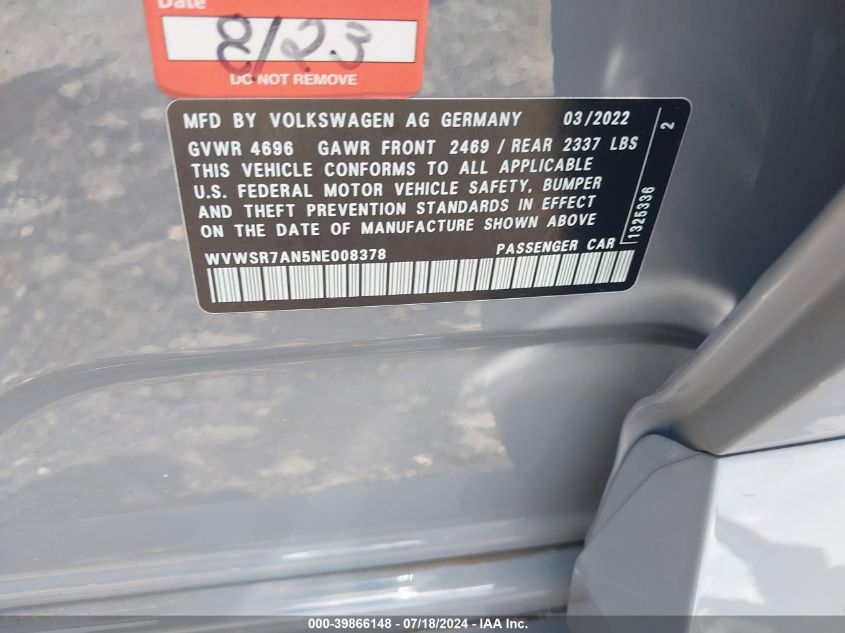 Date
8/23
DO NOT REMOVE
MFD BY VOLKSWAGEN AG GERMANY 03/2022
GVWR 4696 GAWR FRONT 2469 / REAR 2337 LBS
THIS VEHICLE CONFORMS TO ALL APPLICABLE
U.S. FEDERAL MOTOR VEHICLE SAFETY, BUMPER
AND THEFT PREVENTION STANDARDS IN EFFECT
ON THE DATE OF MANUFACTURE SHOWN ABOVE
WVWSR7AN5NE008378 PASSENGER CAR
1325336 2
000-39866148 - 07/18/2024 - IAA Inc.